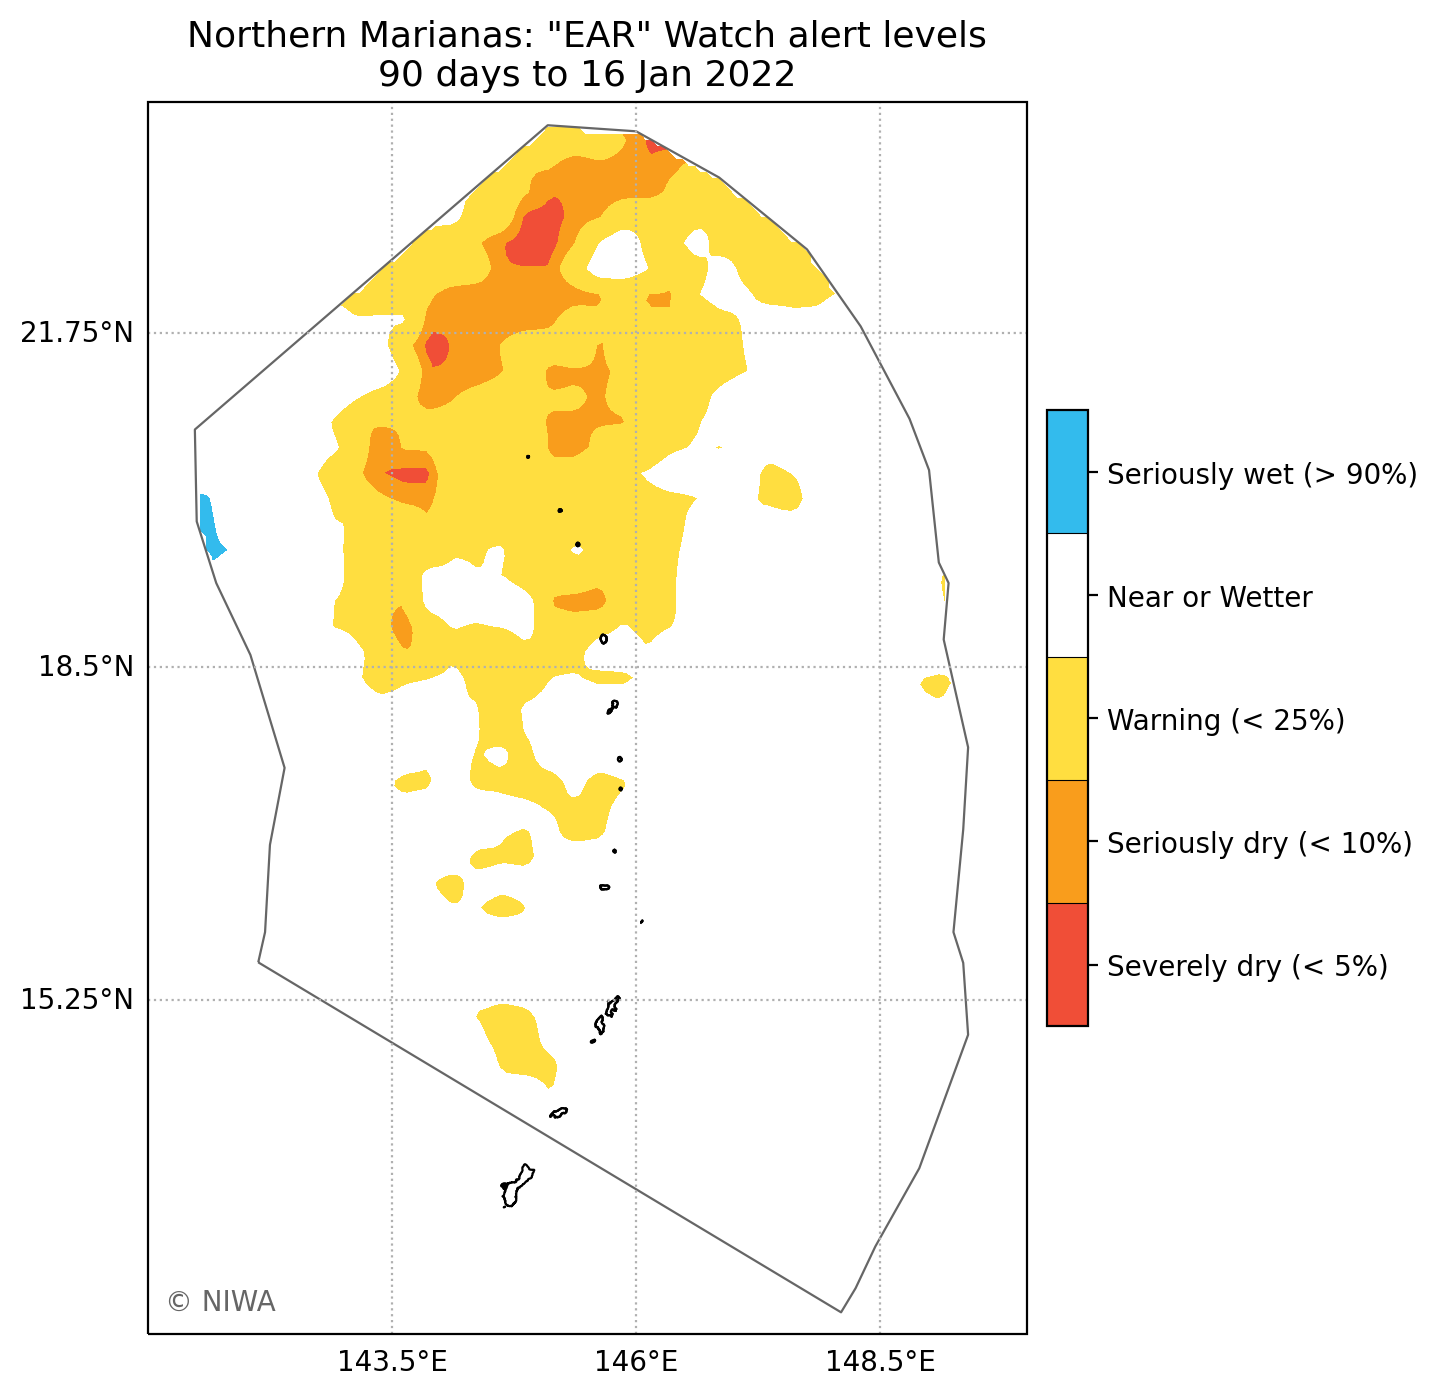 Northern Marianas: "EAR" Watch alert levels
90 days to 16 Jan 2022
21.75°N
18.5°N
15.25°N
143.5°E
146°E
148.5°E
Seriously wet (> 90%)
Near or Wetter
Warning (< 25%)
Seriously dry (< 10%)
Severely dry (< 5%)
© NIWA